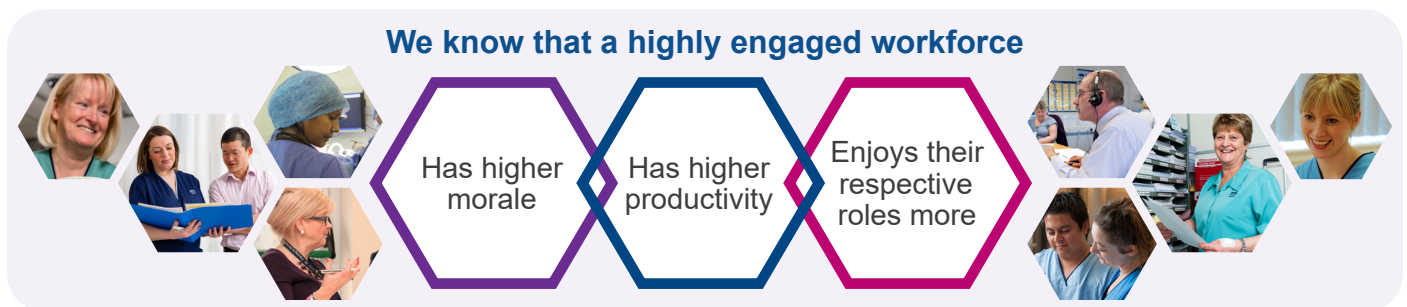 We know that a highly engaged workforce
Has higher
morale
Has higher
productivity
Enjoys their
respective
roles more